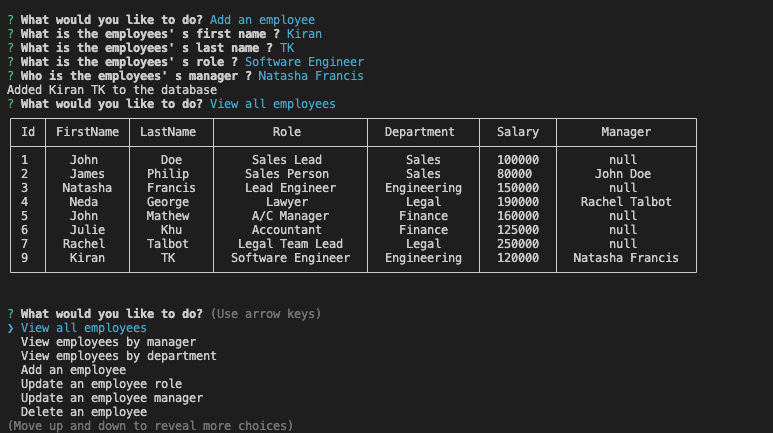 ? What would you like to do? Add an employee
? What is the employees' s first name ? Kiran
? What is the employees' s last name ? TK
? What is the employees' s role ? Software Engineer
? Who is the employees' s manager ? Natasha Francis
Added Kiran TK to the database
? What would you like to do? View all employees
Id FirstName LastName Role Department Salary Manager
1 John Doe Sales Lead Sales 100000 null
2 James Philip Sales Person Sales 80000 John Doe
3 Natasha Francis Lead Engineer Engineering 150000 null
4 Neda George Lawyer Legal 190000 Rachel Talbot
5 John Mathew A/C Manager Finance 160000 null
6 Julie Khu Accountant Finance 125000 null
7 Rachel Talbot Legal Team Lead Legal 250000 null
9 Kiran TK Software Engineer Engineering 120000 Natasha Francis
? What would you like to do? (Use arrow keys)
❯ View all employees
View employees by manager
View employees by department
Add an employee
Update an employee role
Update an employee manager
Delete an employee
(Move up and down to reveal more choices)